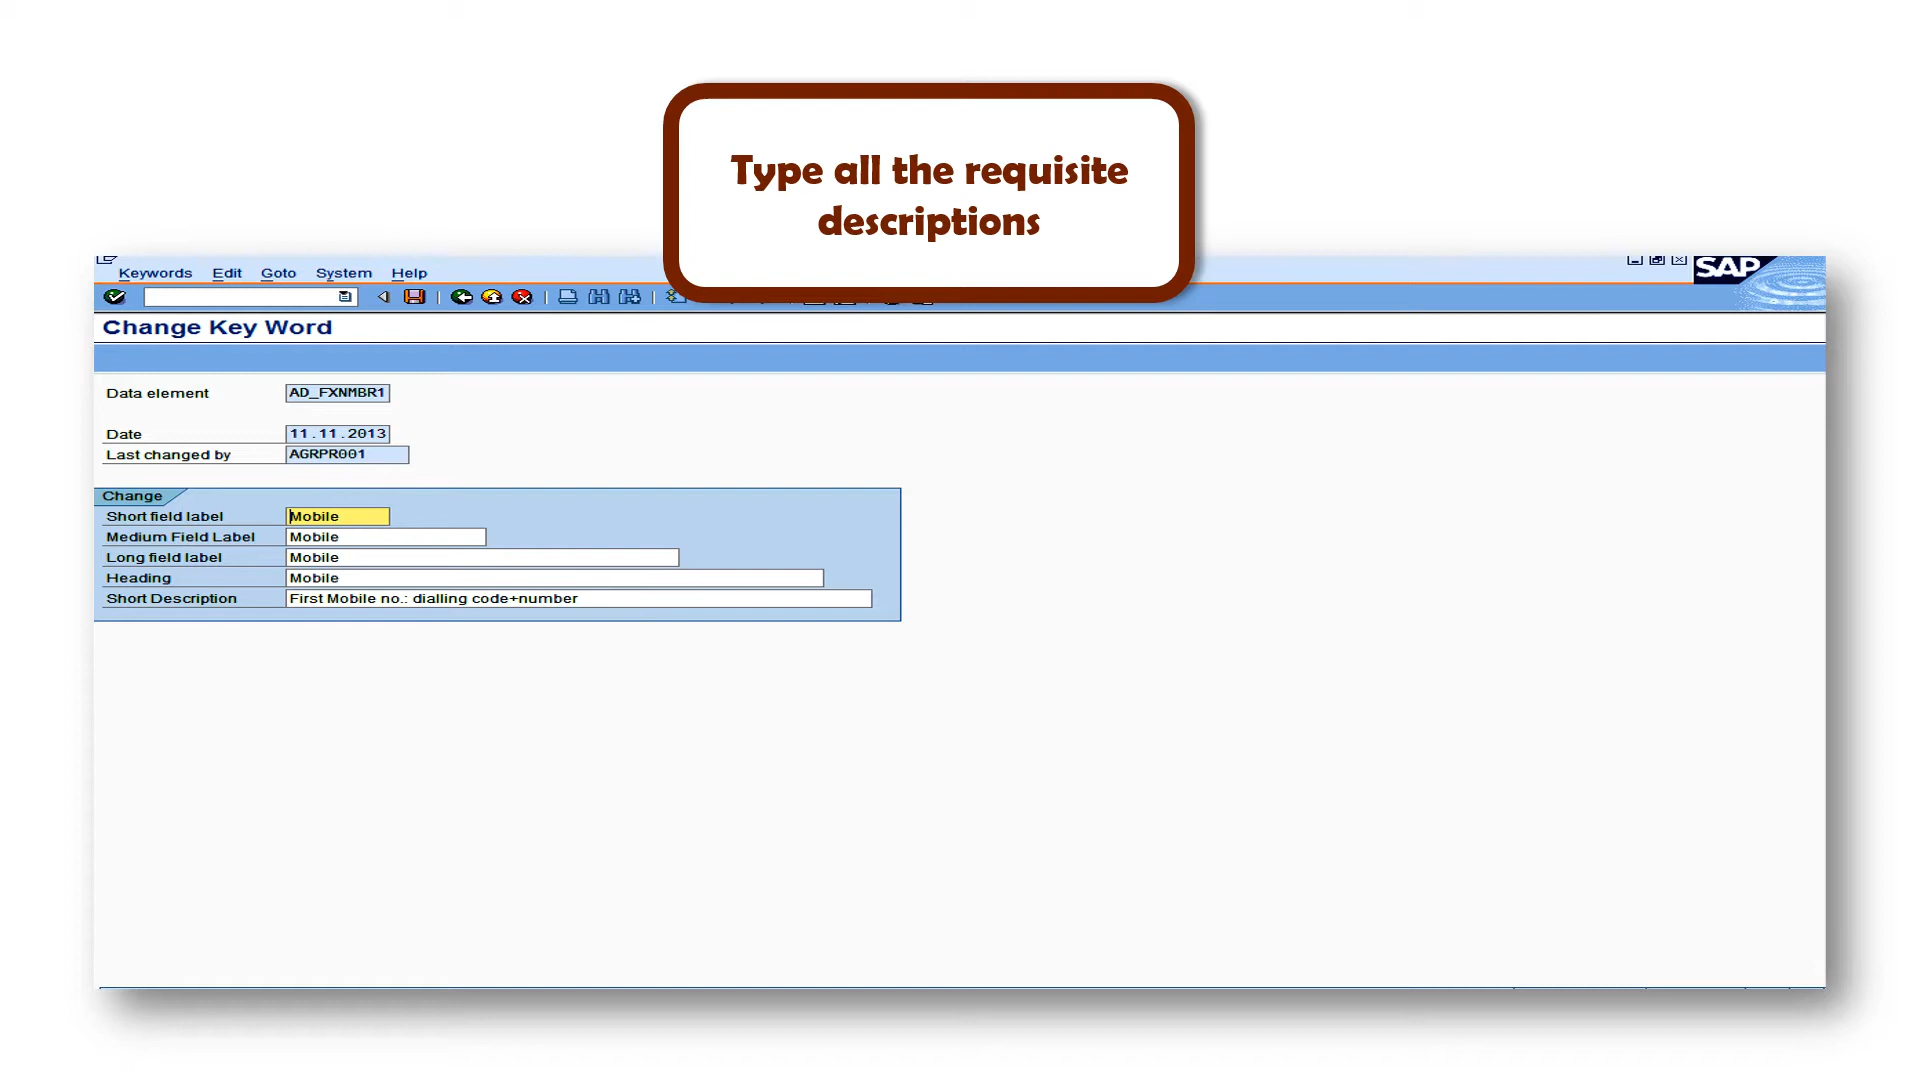 Type all the requisite
descriptions
Keywords Edit Goto System Help
SAP
Change Key Word
Data element AD_FXNMBR1
Date 11.11.2013
Last changed by AGRPR001
Change
Short field label Mobile
Medium Field Label Mobile
Long field label Mobile
Heading Mobile
Short Description First Mobile no.: dialling code+number